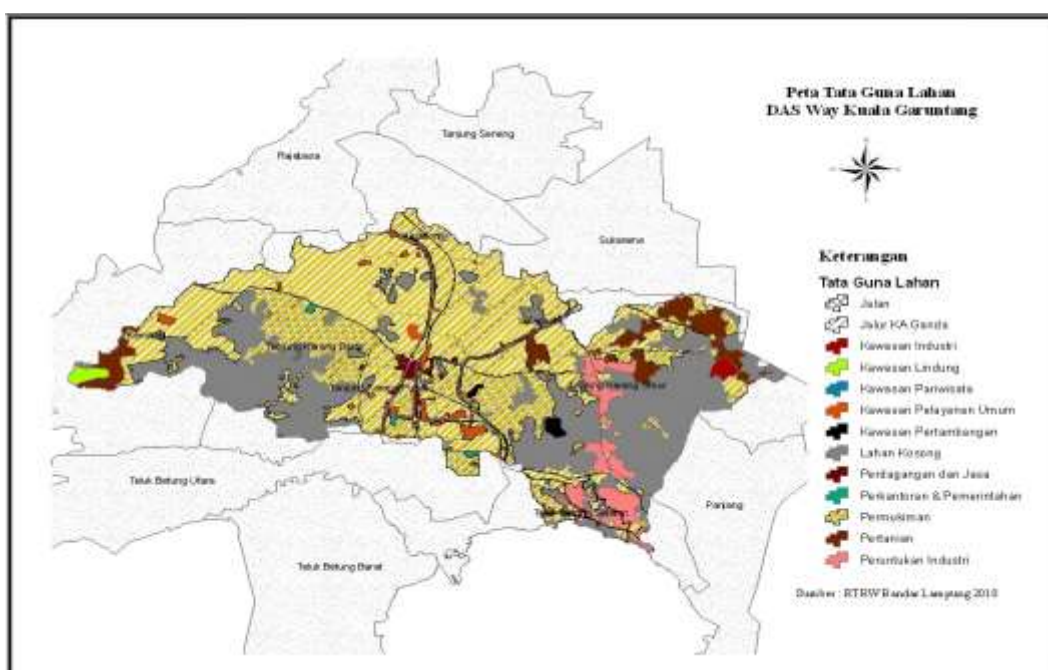 Peta Tata Guna Lahan
DAS Way Kuala Garuntang
Tanjung Seneng
Rajabasa
Sukarame
Teluk Betung Utara
Panjang
Teluk Betung Barat
Keterangan
Tata Guna Lahan
Jalan
Jalur KA Ganda
Kawasan Industri
Kawasan Lindung
Kawasan Pariwisata
Kawasan Pelayanan Umum
Kawasan Pertambangan
Lahan Kosong
Perdagangan dan Jasa
Perkantoran & Pemerintahan
Permukiman
Pertanian
Peruntukan Industri
Sumber : RTRW Bandar Lampung 2010